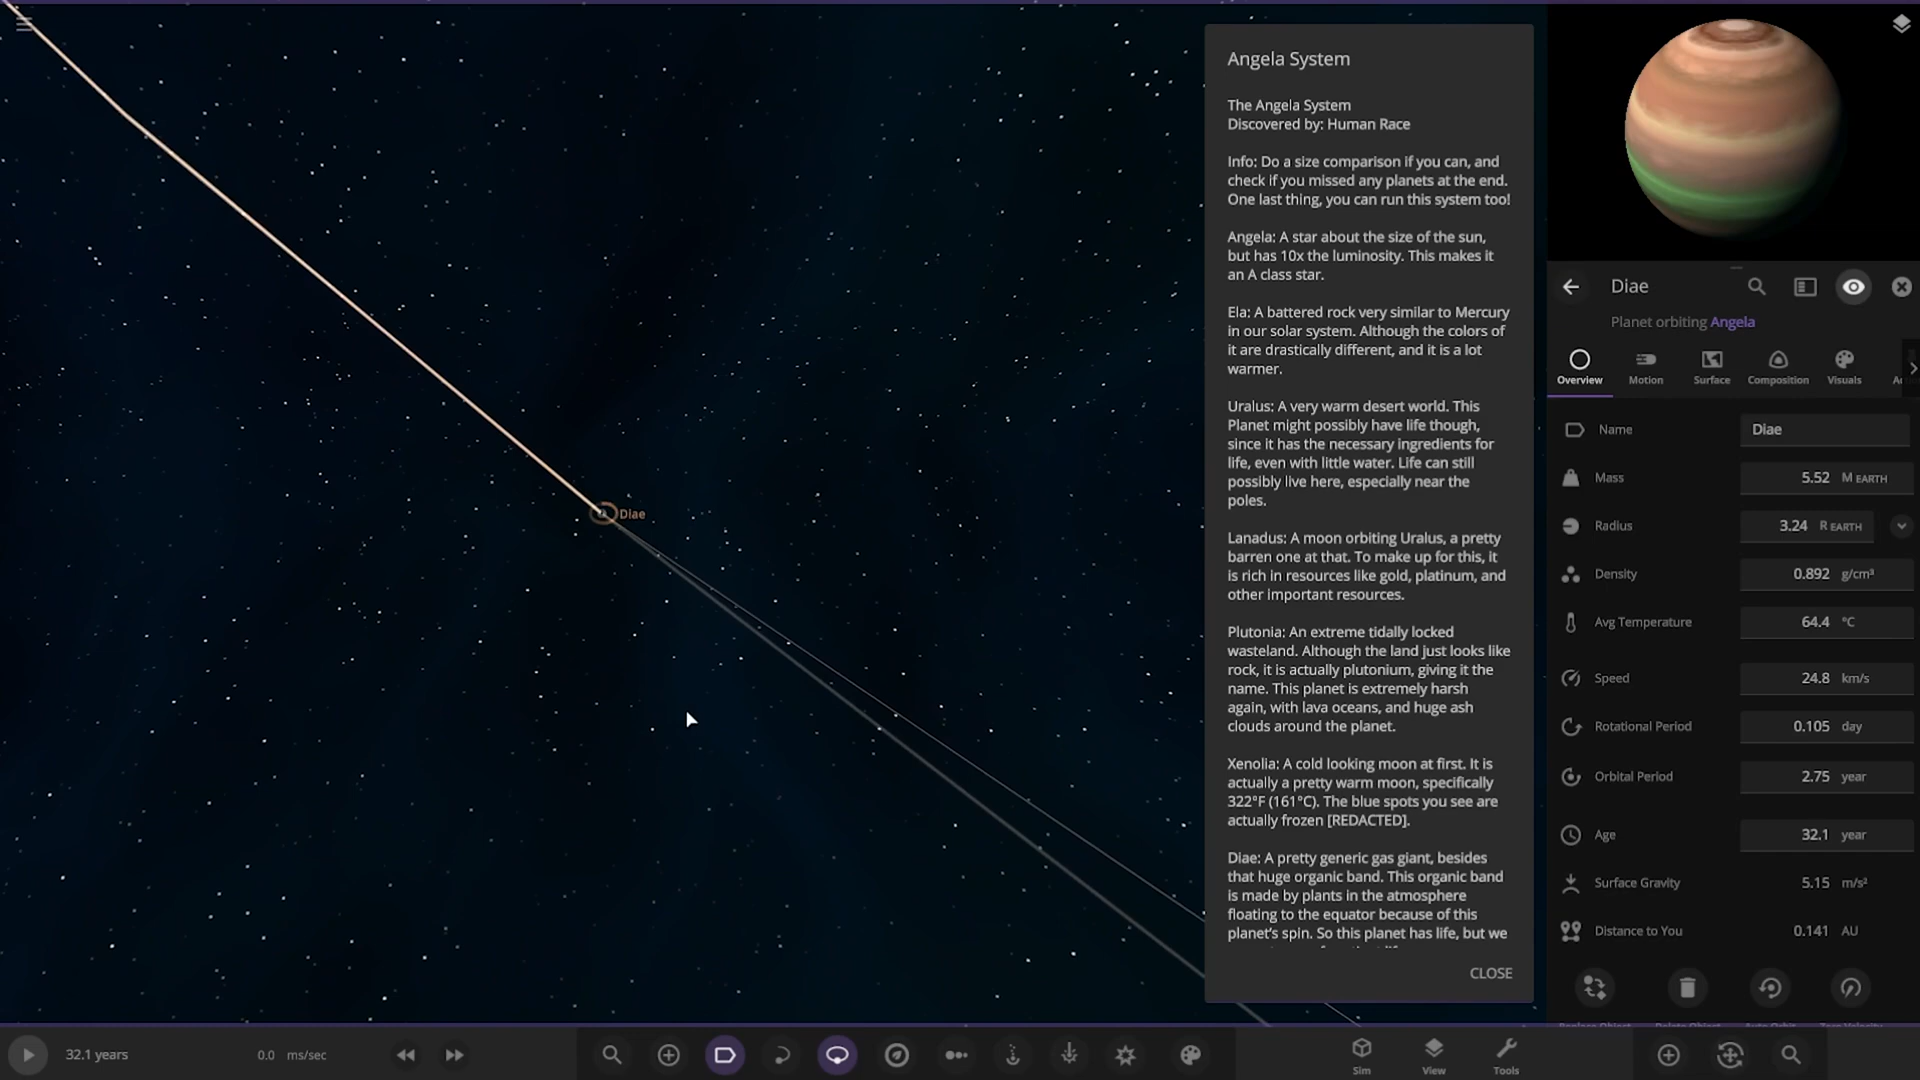 Angela System
The Angela System
Discovered by: Human Race
Info: Do a size comparison if you can, and
check if you missed any planets at the end.
One last thing, you can run this system too!
Angela: A star about the size of the sun,
but has 10x the luminosity. This makes it
an A class star.
Ela: A battered rock very similar to Mercury
in our solar system. Although the colors of
it are drastically different, and it is a lot
warmer.
Uralus: A very warm desert world. This
Planet might possibly have life though,
since it has the necessary ingredients for
life, even with little water. Life can still
possibly live here, especially near the
poles.
Lanadus: A moon orbiting Uralus, a pretty
barren one at that. To make up for this, it
is rich in resources like gold, platinum, and
other important resources.
Plutonia: An extreme tidally locked
wasteland. Although the land just looks like
rock, it is actually plutonium, giving it the
name. This planet is extremely harsh
again, with lava oceans, and huge ash
clouds around the planet.
Xenolia: A cold looking moon at first. It is
actually a pretty warm moon, specifically
322°F (161°C). The blue spots you see are
actually frozen [REDACTED].
Diae: A pretty generic gas giant, besides
that huge organic band. This organic band
is made by plants in the atmosphere
floating to the equator because of this
planet's spin. So this planet has life, but we
CLOSE
Diae
Diae
Planet orbiting Angela
Overview Motion Surface Composition Visuals
Name Diae
Mass 5.52 M EARTH
Radius 3.24 R EARTH
Density 0.892 g/cm³
Avg Temperature 64.4 °C
Speed 24.8 km/s
Rotational Period 0.105 day
Orbital Period 2.75 year
Age 32.1 year
Surface Gravity 5.15 m/s²
Distance to You 0.141 AU
32.1 years 0.0 ms/sec
Sim View Tools